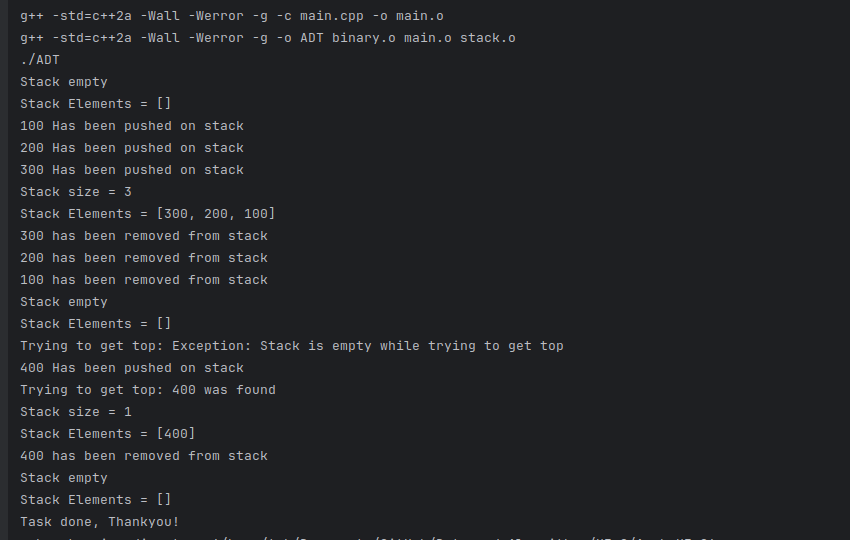 g++ -std=c++2a -Wall -Werror -g -c main.cpp -o main.o
g++ -std=c++2a -Wall -Werror -g -o ADT binary.o main.o stack.o
./ADT
Stack empty
Stack Elements = []
100 Has been pushed on stack
200 Has been pushed on stack
300 Has been pushed on stack
Stack size = 3
Stack Elements = [300, 200, 100]
300 has been removed from stack
200 has been removed from stack
100 has been removed from stack
Stack empty
Stack Elements = []
Trying to get top: Exception: Stack is empty while trying to get top
400 Has been pushed on stack
Trying to get top: 400 was found
Stack size = 1
Stack Elements = [400]
400 has been removed from stack
Stack empty
Stack Elements = []
Task done, Thankyou!